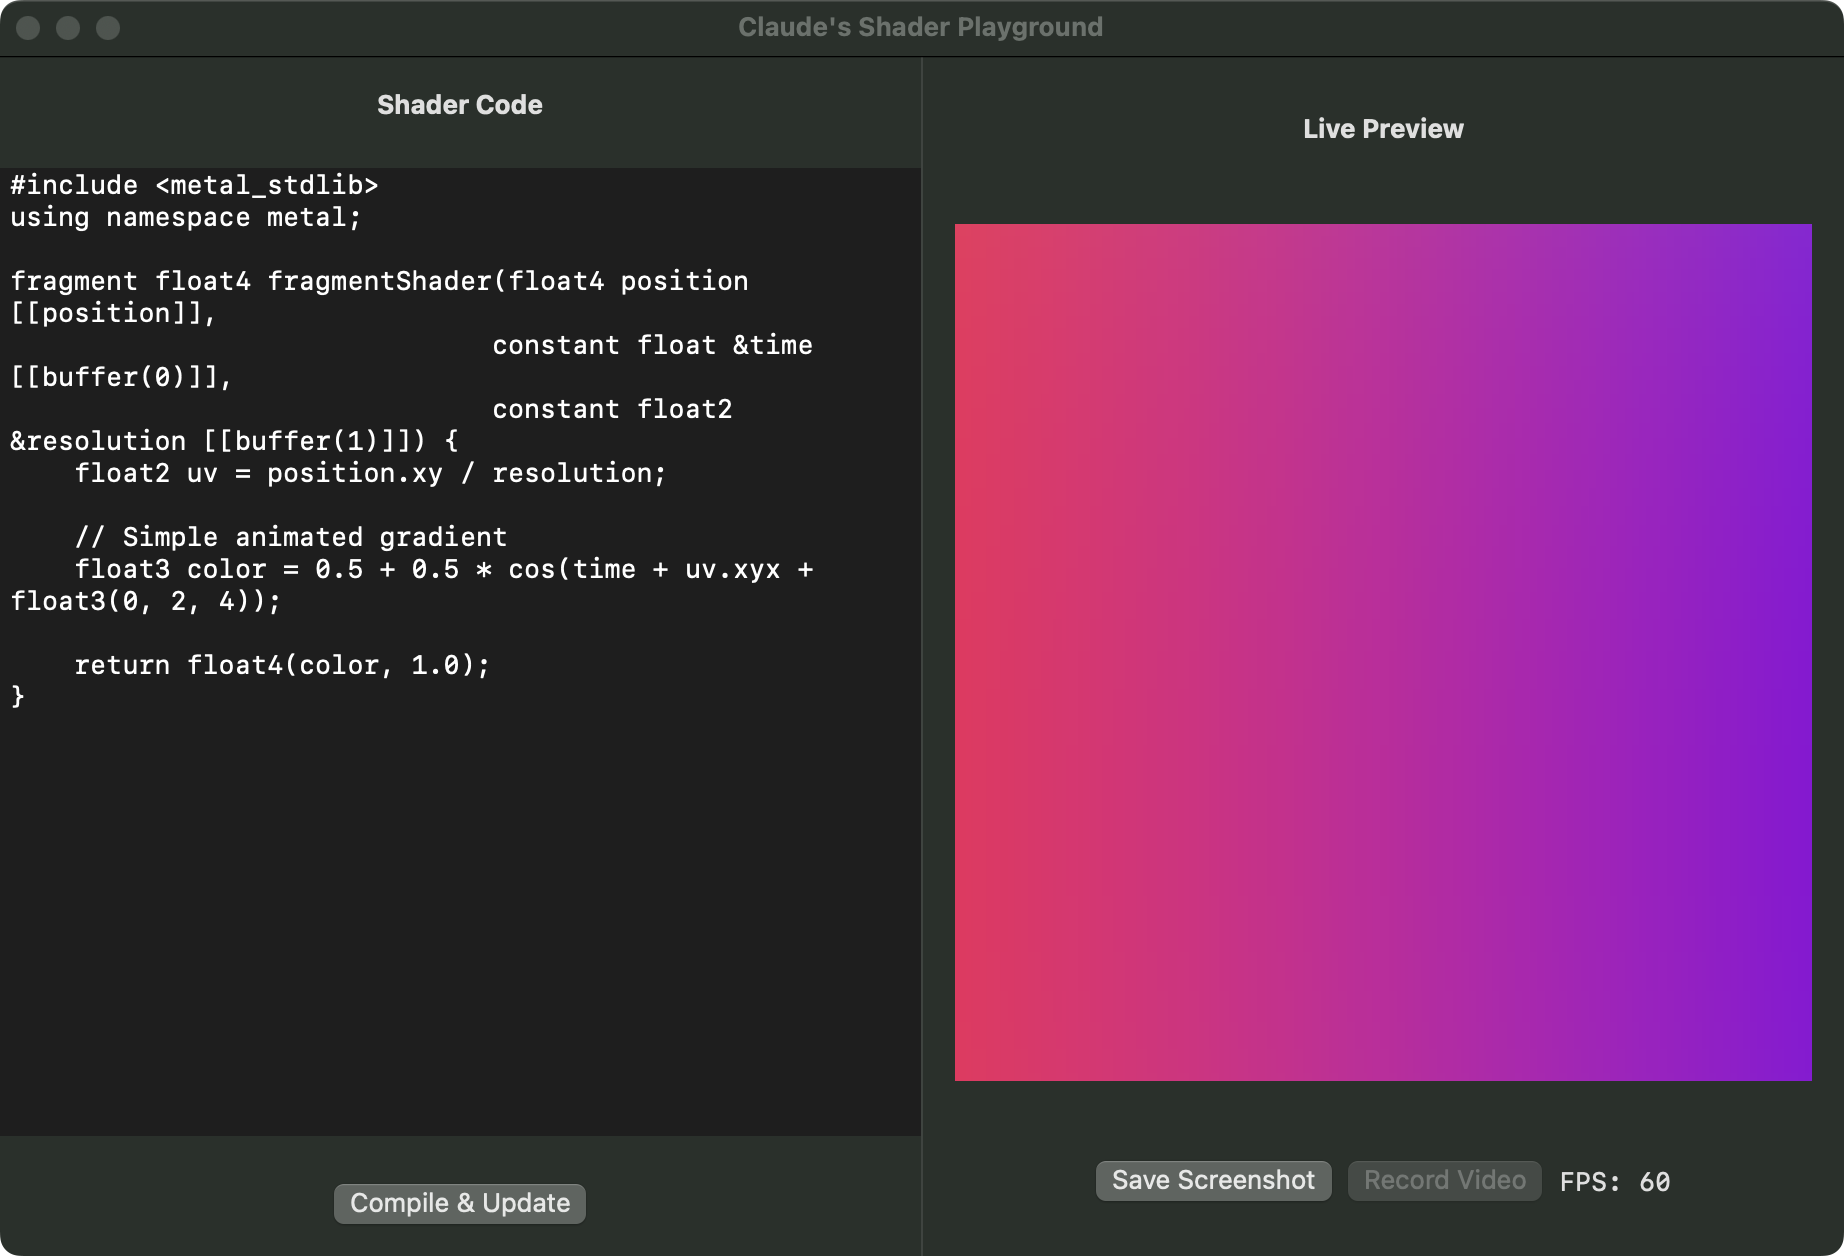 Claude's Shader Playground
Shader Code
#include <metal_stdlib>
using namespace metal;
fragment float4 fragmentShader(float4 position
[[position]],
constant float &time
[[buffer(0)]],
constant float2
&resolution [[buffer(1)]]) {
float2 uv = position.xy / resolution;
// Simple animated gradient
float3 color = 0.5 + 0.5 * cos(time + uv.xyx +
float3(0, 2, 4));
return float4(color, 1.0);
}
Compile & Update
Live Preview
Save Screenshot
Record Video
FPS: 60